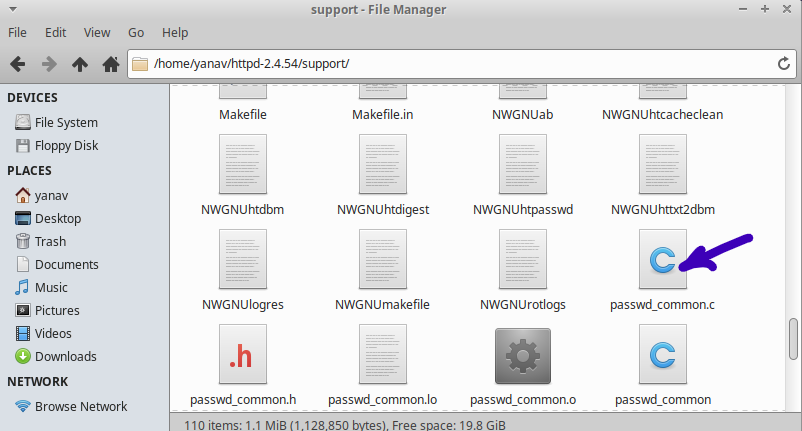 support - File Manager
File Edit View Go Help
/home/yanav/httpd-2.4.54/support/
DEVICES
File System
Floppy Disk
PLACES
yanav
Desktop
Trash
Documents
Music
Pictures
Videos
Downloads
NETWORK
Browse Network
Makefile Makefile.in NWGNUab NWGNUhtcacheclean
NWGNUhtdbm NWGNUhtdigest NWGNUhtpasswd NWGNUhttxt2dbm
NWGNUlogres NWGNUmakefile NWGNUrotlogs passwd_common.c
.h
passwd_common.h passwd_common.lo passwd_common.o passwd_common
110 items: 1.1 MiB (1,128,850 bytes), Free space: 19.8 GiB